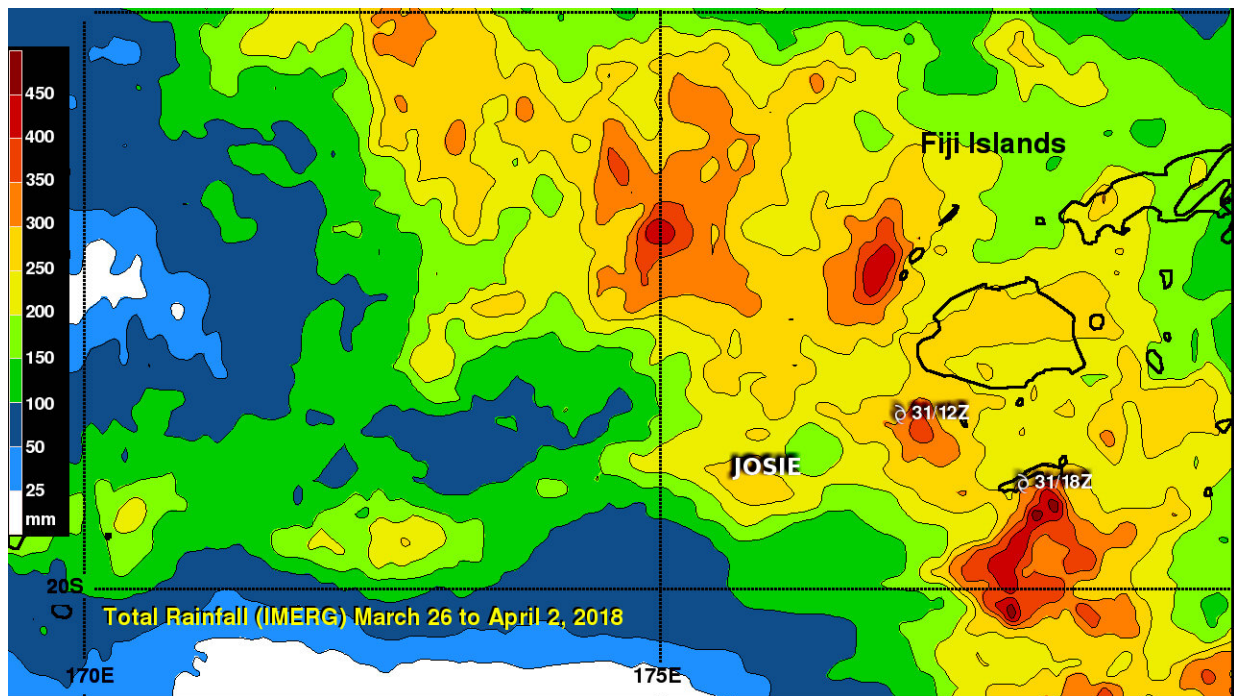 Fiji Islands
450
400
350
300
250
200
150
100
50
25
mm
31/12Z
JOSIE
31/18Z
20S
Total Rainfall (IMERG) March 26 to April 2, 2018
170E
175E